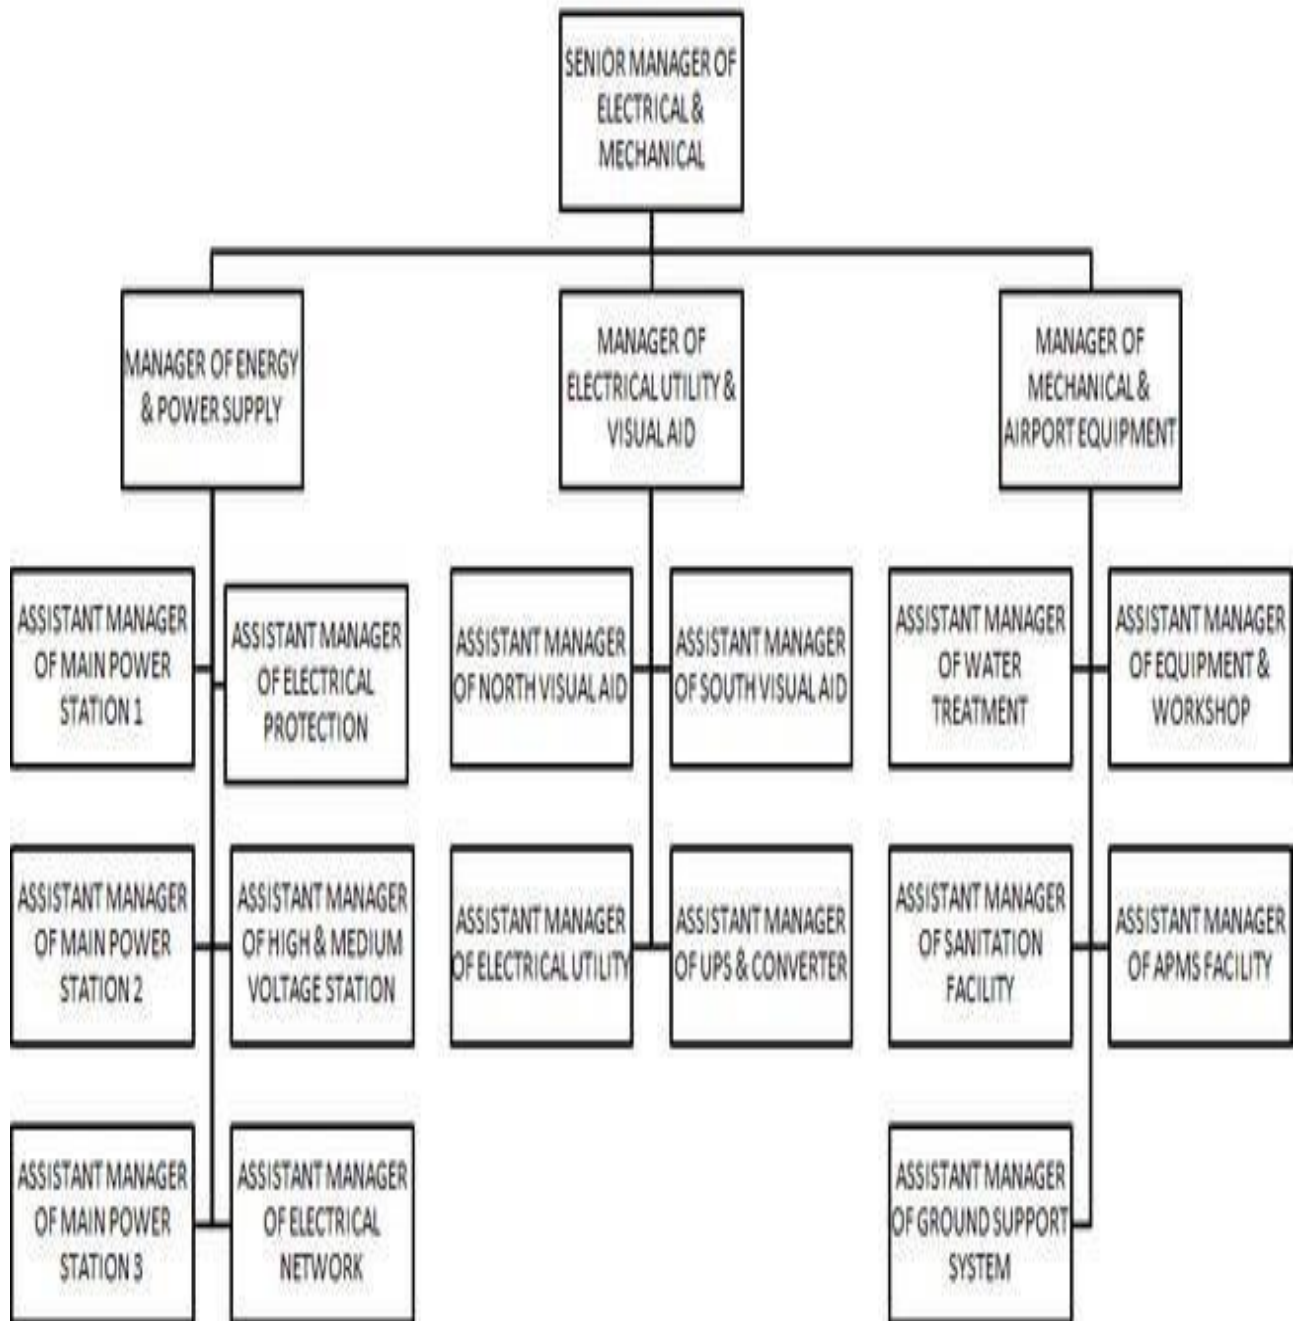 SENIOR MANAGER OF
ELECTRICAL &
MECHANICAL
MANAGER OF ENERGY
& POWER SUPPLY
MANAGER OF
ELECTRICAL UTILITY &
VISUAL AID
MANAGER OF
MECHANICAL &
AIRPORT EQUIPMENT
ASSISTANT MANAGER
OF MAIN POWER
STATION 1
ASSISTANT MANAGER
OF ELECTRICAL
PROTECTION
ASSISTANT MANAGER
OF NORTH VISUAL AID
ASSISTANT MANAGER
OF SOUTH VISUAL AID
ASSISTANT MANAGER
OF WATER
TREATMENT
ASSISTANT MANAGER
OF EQUIPMENT &
WORKSHOP
ASSISTANT MANAGER
OF MAIN POWER
STATION 2
ASSISTANT MANAGER
OF HIGH & MEDIUM
VOLTAGE STATION
ASSISTANT MANAGER
OF ELECTRICAL UTILITY
ASSISTANT MANAGER
OF UPS & CONVERTER
ASSISTANT MANAGER
OF SANITATION
FACILITY
ASSISTANT MANAGER
OF APMS FACILITY
ASSISTANT MANAGER
OF MAIN POWER
STATION 3
ASSISTANT MANAGER
OF ELECTRICAL
NETWORK
ASSISTANT MANAGER
OF GROUND SUPPORT
SYSTEM